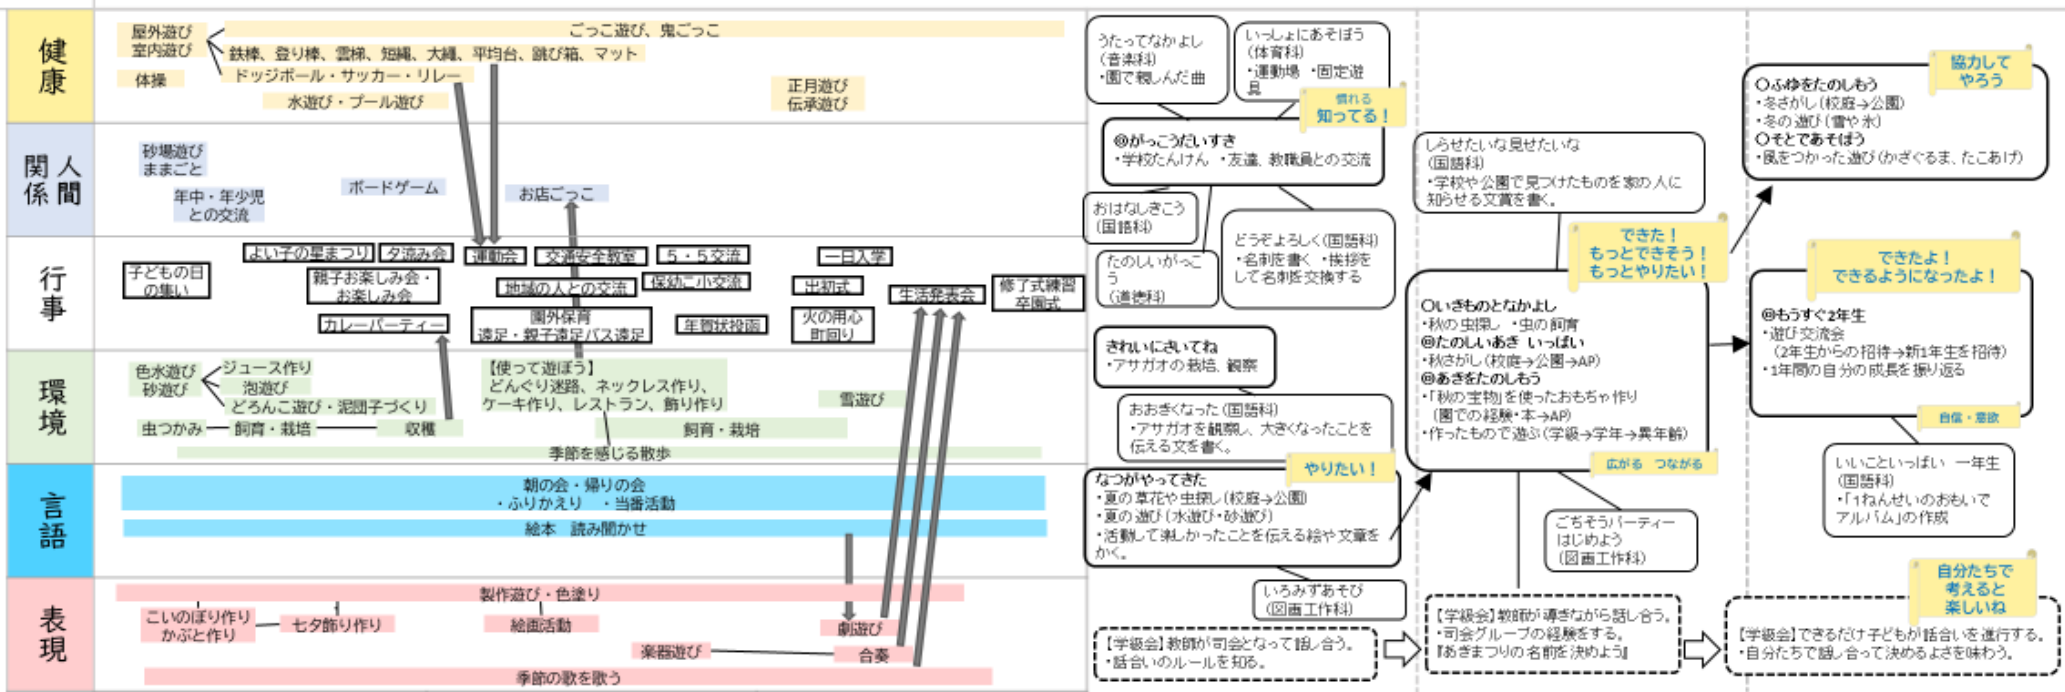 健康
屋外遊び
室内遊び
体操
ごっこ遊び、鬼ごっこ
鉄棒、登り棒、雲梯、短縄、大縄、平均台、跳び箱、マット
ドッジボール・サッカー・リレー
水遊び・プール遊び
正月遊び
伝承遊び
人間関係
砂場遊び
ままごと
年中・年少児
との交流
ボードゲーム
お店ごっこ
行事
子どもの日
の集い
よい子の星まつり
夕涼み会
親子お楽しみ会・
お楽しみ会
カレーパーティー
運動会
交通安全教室
5・5交流
地域の人との交流
保幼こ小交流
園外保育
遠足・親子遠足バス遠足
年賀状投函
一日入学
出初式
火の用心
町回り
生活発表会
修了式練習
卒園式
環境
色水遊び
砂遊び
ジュース作り
泡遊び
どろんこ遊び・泥団子づくり
虫つかみ
飼育・栽培
収穫
【使って遊ぼう】
どんぐり迷路、ネックレス作り、
ケーキ作り、レストラン、飾り作り
雪遊び
飼育・栽培
季節を感じる散歩
言語
朝の会・帰りの会
・ふりかえり ・当番活動
絵本 読み聞かせ
表現
製作遊び・色塗り
こいのぼり作り
かぶと作り
七夕飾り作り
絵画活動
劇遊び
楽器遊び
合奏
季節の歌を歌う
うたってなかよし
(音楽科)
・園で親しんだ曲
いっしょにあそぼう
(体育科)
・運動場 ・固定遊
具
慣れる
知ってる!
◎がっこうだいすき
・学校たんけん ・友達、教職員との交流
おはなしきこう
(国語科)
たのしいがっこ
う
(道徳科)
どうぞよろしく(国語科)
・名刺を書く ・挨拶を
して名刺を交換する
きれいにさいてね
・アサガオの栽培、観察
おおきくなった(国語科)
・アサガオを観察し、大きくなったことを
伝える文を書く。
やりたい!
なつがやってきた
・夏の草花や虫探し(校庭→公園)
・夏の遊び(水遊び・砂遊び)
・活動して楽しかったことを伝える絵や文章を
かく。
いろみずあそび
(図画工作科)
【学級会】教師が司会となって話し合う。
・話合いのルールを知る。
しらせたいな見せたいな
(国語科)
・学校や公園で見つけたものを家の人に
知らせる文章を書く。
できた!
もっとできそう!
もっとやりたい!
○いきものとなかよし
・秋の虫探し ・虫の飼育
◎たのしいあき いっぱい
・秋さがし(校庭→公園→AP)
◎あきをたのしもう
・「秋の宝物」を使ったおもちゃ作り
(園での経験・本→AP)
・作ったもので遊ぶ(学級→学年→異年齢)
広がる つながる
ごちそうパーティー
はじめよう
(図画工作科)
【学級会】教師が導きながら話し合う。
・司会グループの経験をする。
『あきまつりの名前を決めよう』
協力して
やろう
○ふゆをたのしもう
・冬さがし(校庭→公園)
・冬の遊び(雪や氷)
○そとであそぼう
・風をつかった遊び(かざぐるま、たこあげ)
できたよ!
できるようになったよ!
◎もうすぐ2年生
・遊び交流会
(2年生からの招待→新1年生を招待)
・1年間の自分の成長を振り返る
自信・意欲
いいこといっぱい 一年生
(国語科)
・「1ねんせいのおもいで
アルバム」の作成
自分たちで
考えると
楽しいね
【学級会】できるだけ子どもが話合いを進行する。
・自分たちで話し合って決めるよさを味わう。